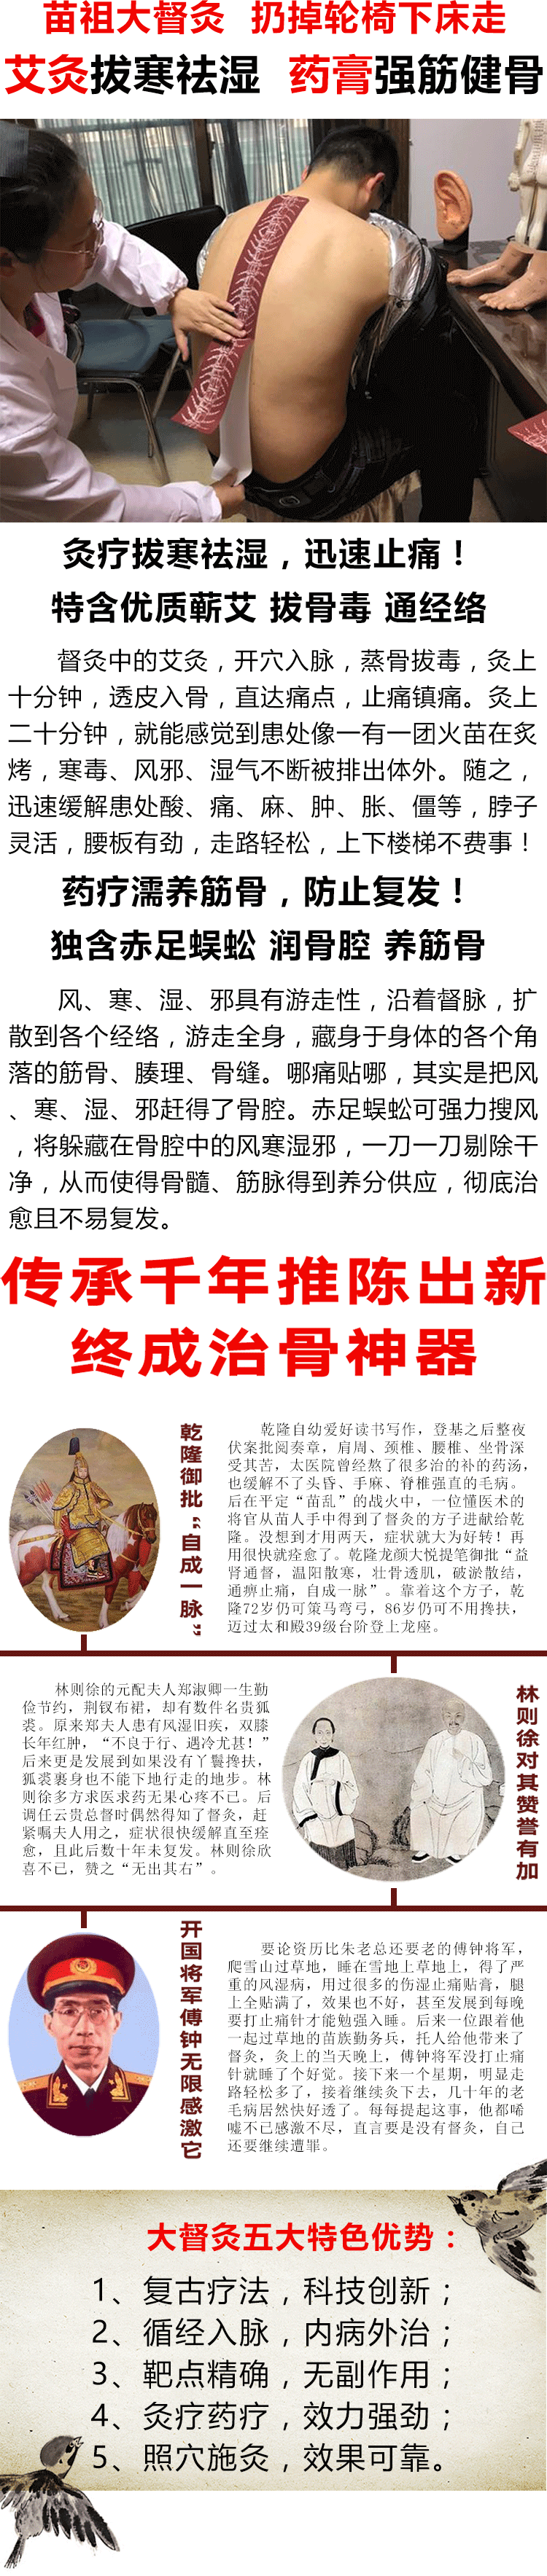 苗祖大督灸 扔掉轮椅下床走
艾灸拔寒祛湿 药膏强筋健骨
灸疗拔寒祛湿，迅速止痛！
特含优质蕲艾 拔骨毒 通经络
督灸中的艾灸，开穴入脉，蒸骨拔毒，灸上
十分钟，透皮入骨，直达痛点，止痛镇痛。灸上
二十分钟，就能感觉到患处像一有一团火苗在炙
烤，寒毒、风邪、湿气不断被排出体外。随之，
迅速缓解患处酸、痛、麻、肿、胀、僵等，脖子
灵活，腰板有劲，走路轻松，上下楼梯不费事！
药疗濡养筋骨，防止复发！
独含赤足蜈蚣 润骨腔 养筋骨
风、寒、湿、邪具有游走性，沿着督脉，扩
散到各个经络，游走全身，藏身于身体的各个角
落的筋骨、腠理、骨缝。哪痛贴哪，其实是把风
、寒、湿、邪赶得了骨腔。赤足蜈蚣可强力搜风
，将躲藏在骨腔中的风寒湿邪，一刀一刀剔除干
净，从而使得骨髓、筋脉得到养分供应，彻底治
愈且不易复发。
传承千年推陈出新
终成治骨神器
乾隆御批“自成一脉”
乾隆自幼爱好读书写作，登基之后整夜
伏案批阅奏章，肩周、颈椎、腰椎、坐骨深
受其苦，太医院曾经熬了很多治的补的药汤，
也缓解不了头昏、手麻、脊椎强直的毛病。
后在平定“苗乱”的战火中，一位懂医术的
将官从苗人手中得到了督灸的方子进献给乾
隆。没想到才用两天，症状就大为好转！再
用很快就痊愈了。乾隆龙颜大悦提笔御批“益
肾通督，温阳散寒，壮骨透肌，破淤散结，
通痹止痛，自成一脉”。靠着这个方子，乾
隆72岁仍可策马弯弓，86岁仍可不用搀扶，
迈过太和殿39级台阶登上龙座。
林则徐的元配夫人郑淑卿一生勤
俭节约，荆钗布裙，却有数件名贵狐
裘。原来郑夫人患有风湿旧疾，双膝
长年红肿，“不良于行、遇冷尤甚！”
后来更是发展到如果没有丫鬟搀扶，
狐裘裹身也不能下地行走的地步。林
则徐多方求医求药无果心疼不已。后
调任云贵总督时偶然得知了督灸，赶
紧嘱夫人用之，症状很快缓解直至痊
愈，且此后数十年未复发。林则徐欣
喜不已，赞之“无出其右”。
林则徐对其赞誉有加
开国将军傅钟无限感激它
要论资历比朱老总还要老的傅钟将军，
爬雪山过草地，睡在雪地上草地上，得了严
重的风湿病，用过很多的伤湿止痛贴膏，腿
上全贴满了，效果也不好，甚至发展到每晚
要打止痛针才能勉强入睡。后来一位跟着他
一起过草地的苗族勤务兵，托人给他带来了
督灸，灸上的当天晚上，傅钟将军没打止痛
针就睡了个好觉。接下来一个星期，明显走
路轻松多了，接着继续灸下去，几十年的老
毛病居然快好透了。每每提起这事，他都唏
嘘不已感激不尽，直言要是没有督灸，自己
还要继续遭罪。
大督灸五大特色优势：
1、复古疗法，科技创新；
2、循经入脉，内病外治；
3、靶点精确，无副作用；
4、灸疗药疗，效力强劲；
5、照穴施灸，效果可靠。